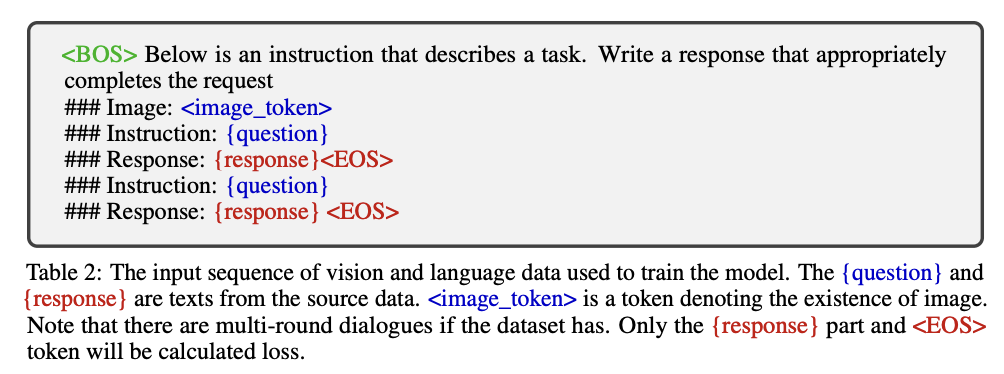 <BOS> Below is an instruction that describes a task. Write a response that appropriately
completes the request
### Image: <image_token>
### Instruction: {question}
### Response: {response}<EOS>
### Instruction: {question}
### Response: {response} <EOS>
Table 2: The input sequence of vision and language data used to train the model. The {question} and
{response} are texts from the source data. <image_token> is a token denoting the existence of image.
Note that there are multi-round dialogues if the dataset has. Only the {response} part and <EOS>
token will be calculated loss.